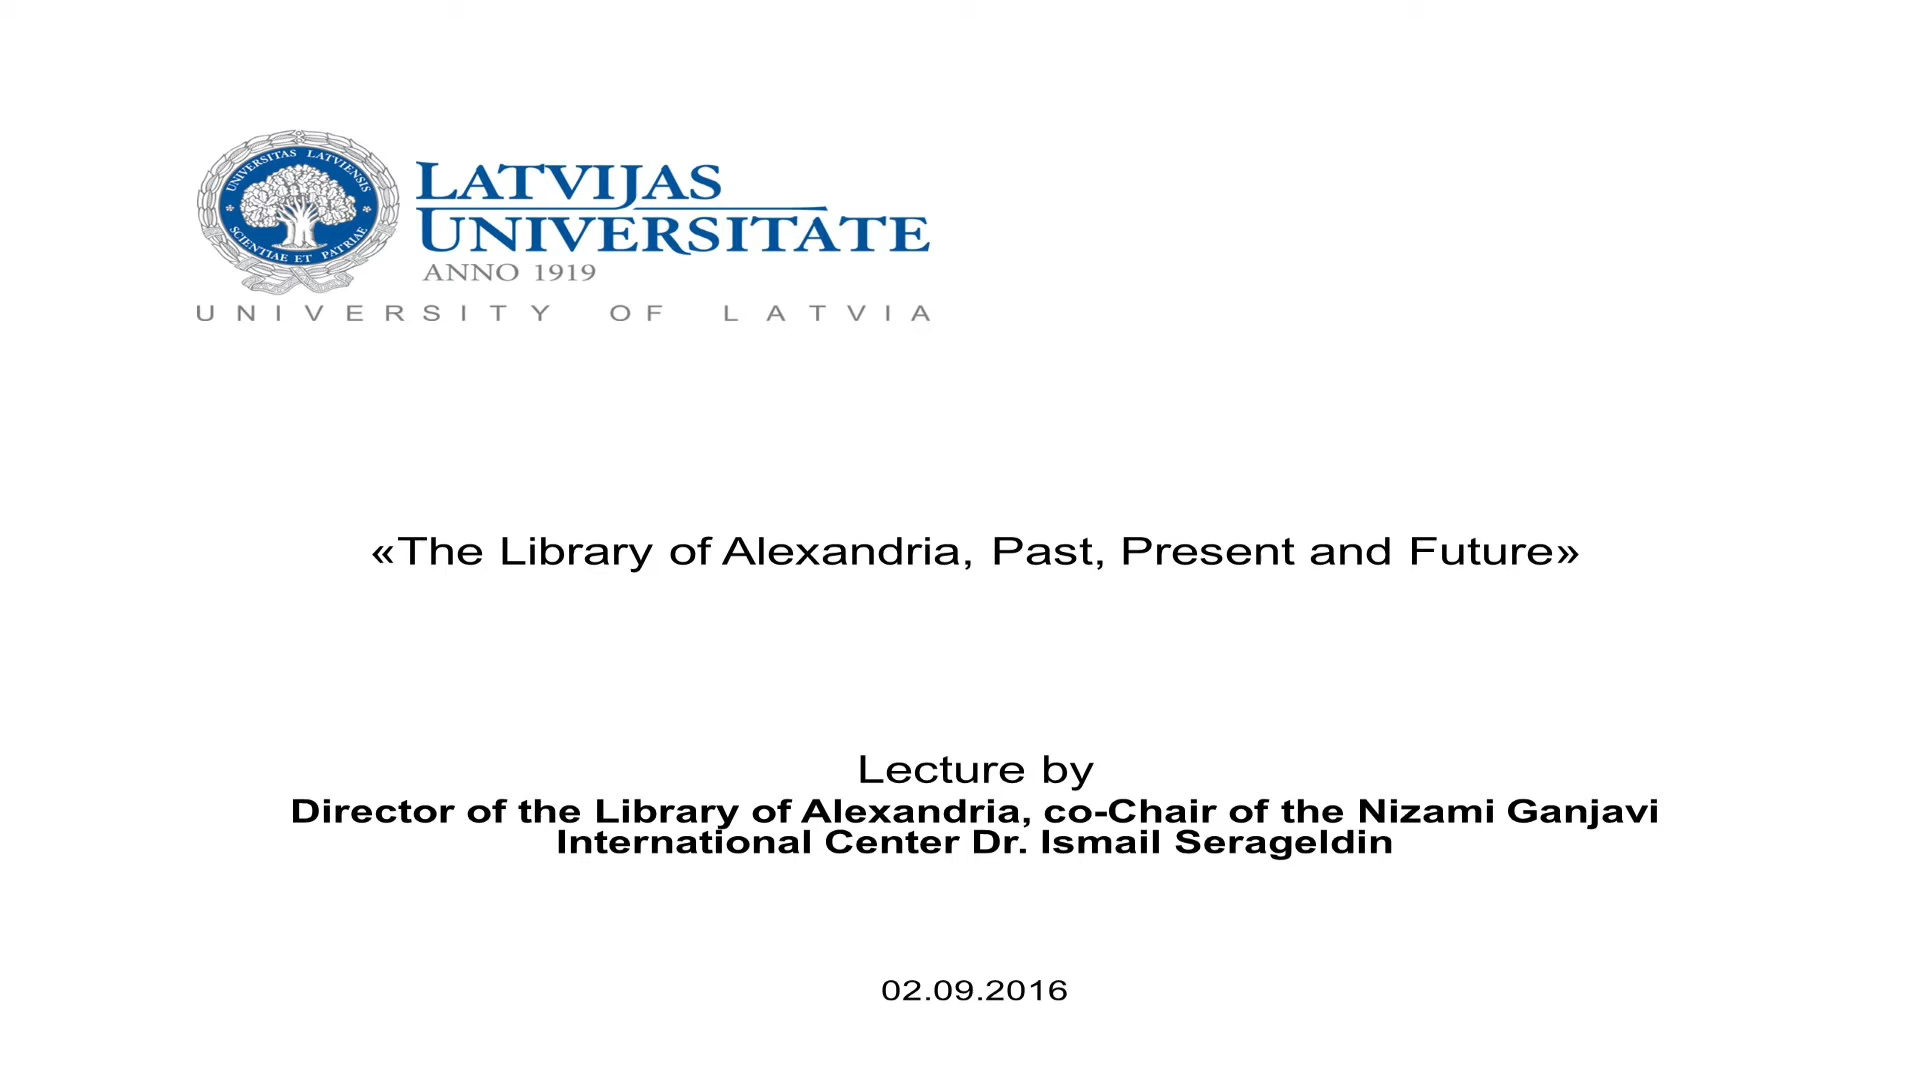 UNIVERSITAS LATVIENSIS
SCIENTIAE ET PATRIAE
LATVIJAS
UNIVERSITĀTE
ANNO 1919
UNIVERSITY OF LATVIA
«The Library of Alexandria, Past, Present and Future»
Lecture by
Director of the Library of Alexandria, co-Chair of the Nizami Ganjavi
International Center Dr. Ismail Serageldin
02.09.2016